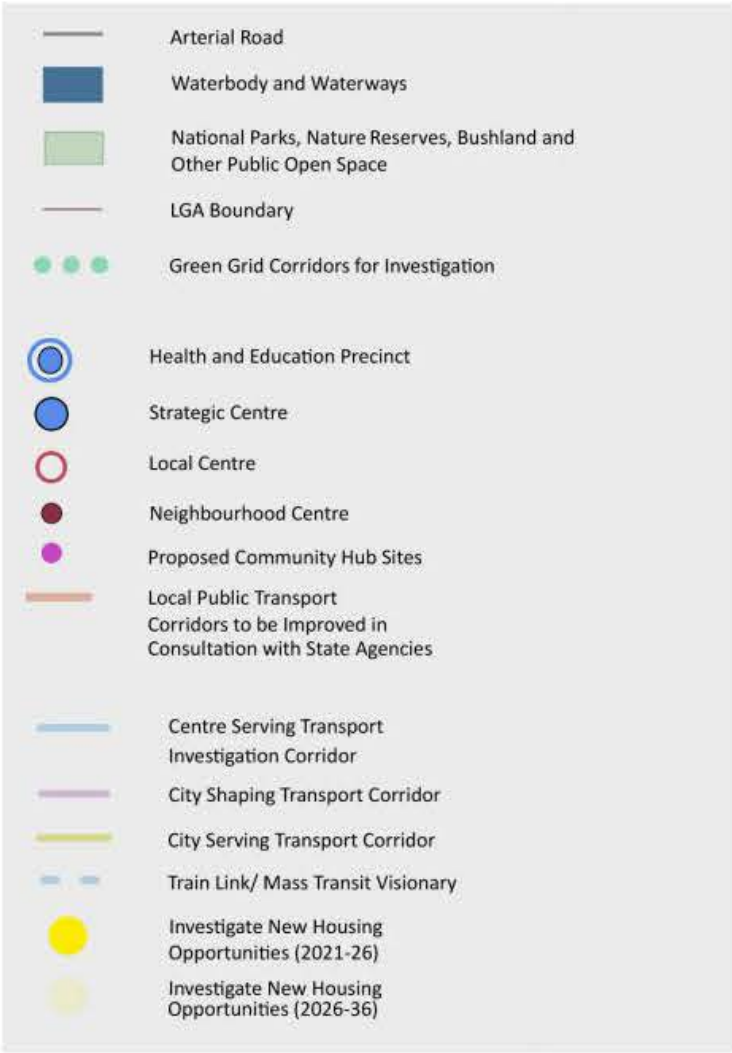 Arterial Road
Waterbody and Waterways
National Parks, Nature Reserves, Bushland and
Other Public Open Space
LGA Boundary
Green Grid Corridors for Investigation
Health and Education Precinct
Strategic Centre
Local Centre
Neighbourhood Centre
Proposed Community Hub Sites
Local Public Transport
Corridors to be Improved in
Consultation with State Agencies
Centre Serving Transport
Investigation Corridor
City Shaping Transport Corridor
City Serving Transport Corridor
Train Link/ Mass Transit Visionary
Investigate New Housing
Opportunities (2021-26)
Investigate New Housing
Opportunities (2026-36)